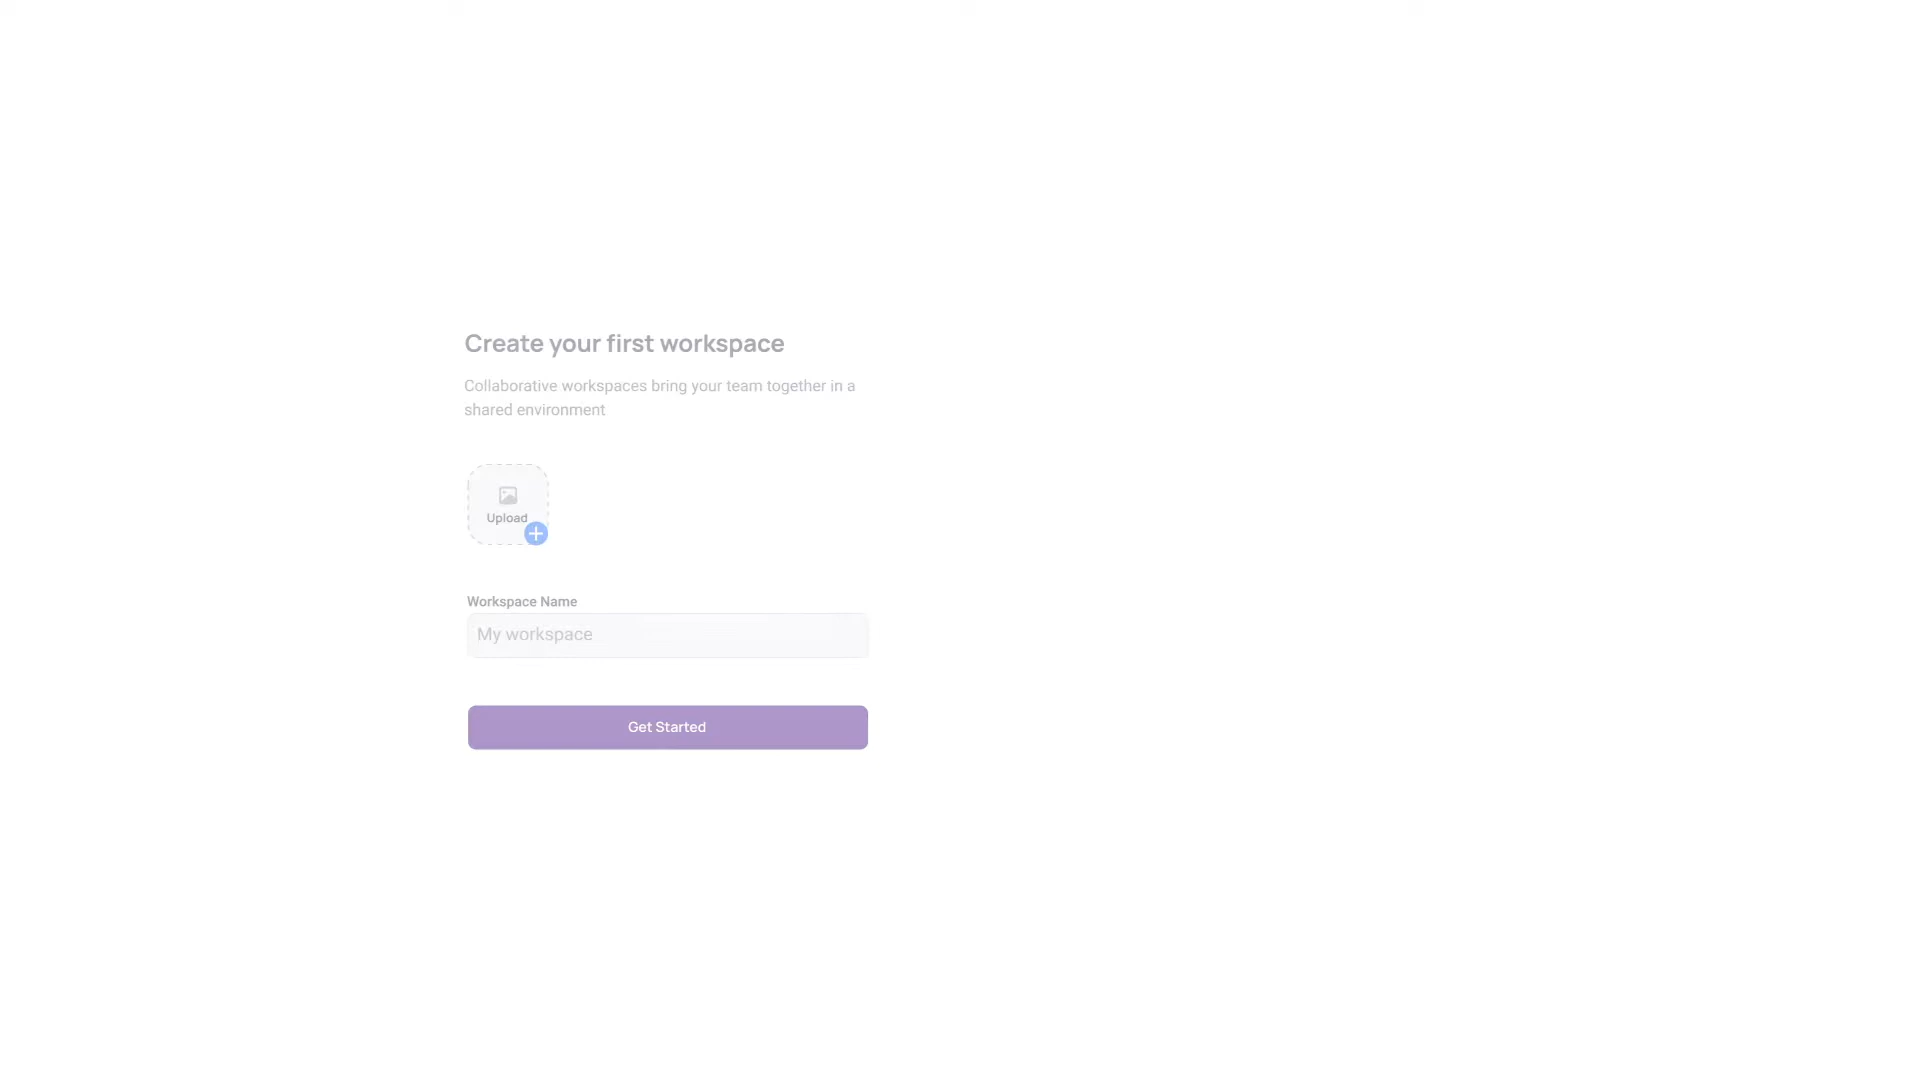 Create your first workspace
Collaborative workspaces bring your team together in a
shared environment
Upload
Workspace Name
My workspace
Get Started